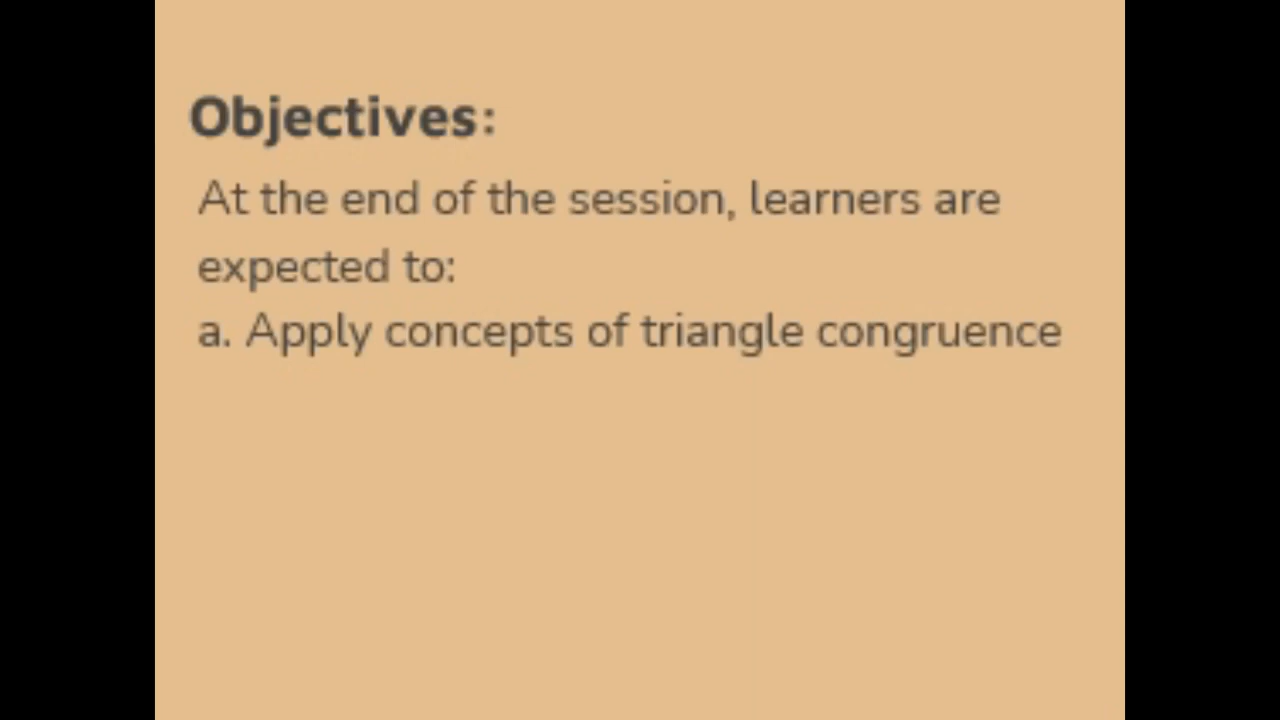 Objectives:
At the end of the session, learners are
expected to:
a. Apply concepts of triangle congruence